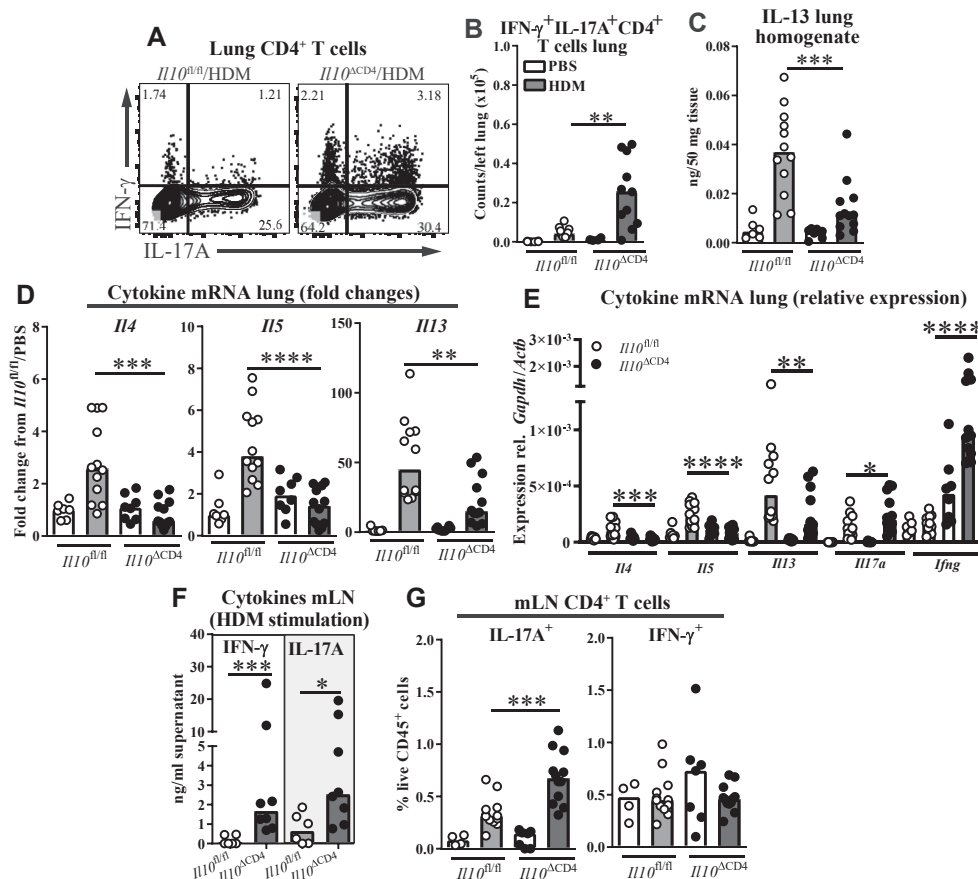 A
Lung CD4+ T cells
Il10fl/fl/HDM
Il10ΔCD4/HDM
1.74
1.21
2.21
3.18
71.4
25.6
64.2
30.4
IFN-γ
IL-17A
B
IFN-γ+IL-17A+CD4+
T cells lung
PBS
HDM
**
Counts/left lung (x10^5)
1.0
0.8
0.6
0.4
0.2
0.0
Il10fl/fl
Il10ΔCD4
C
IL-13 lung
homogenate
***
ng/50 mg tissue
0.08
0.06
0.04
0.02
0.00
Il10fl/fl
Il10ΔCD4
D
Cytokine mRNA lung (fold changes)
Fold change from Il10fl/fl/PBS
Il4
***
8
6
4
2
0
Il10fl/fl
Il10ΔCD4
Il5
****
10
8
6
4
2
0
Il10fl/fl
Il10ΔCD4
Il13
**
150
100
50
0
Il10fl/fl
Il10ΔCD4
E
Cytokine mRNA lung (relative expression)
Il10fl/fl
Il10ΔCD4
Expression rel. Gapdh/Actb
3×10^-3
2×10^-3
1×10^-3
5×10^-4
0
***
****
**
*
****
Il4
Il5
Il13
Il17a
Ifng
F
Cytokines mLN
(HDM stimulation)
IFN-γ
IL-17A
***
*
ng/ml supernatant
40
30
20
10
5
4
3
2
1
0
Il10fl/fl
Il10ΔCD4
Il10fl/fl
Il10ΔCD4
G
mLN CD4+ T cells
IL-17A+
***
% live CD45+ cells
2.0
1.5
1.0
0.5
0.0
Il10fl/fl
Il10ΔCD4
IFN-γ+
2.0
1.5
1.0
0.5
0.0
Il10fl/fl
Il10ΔCD4